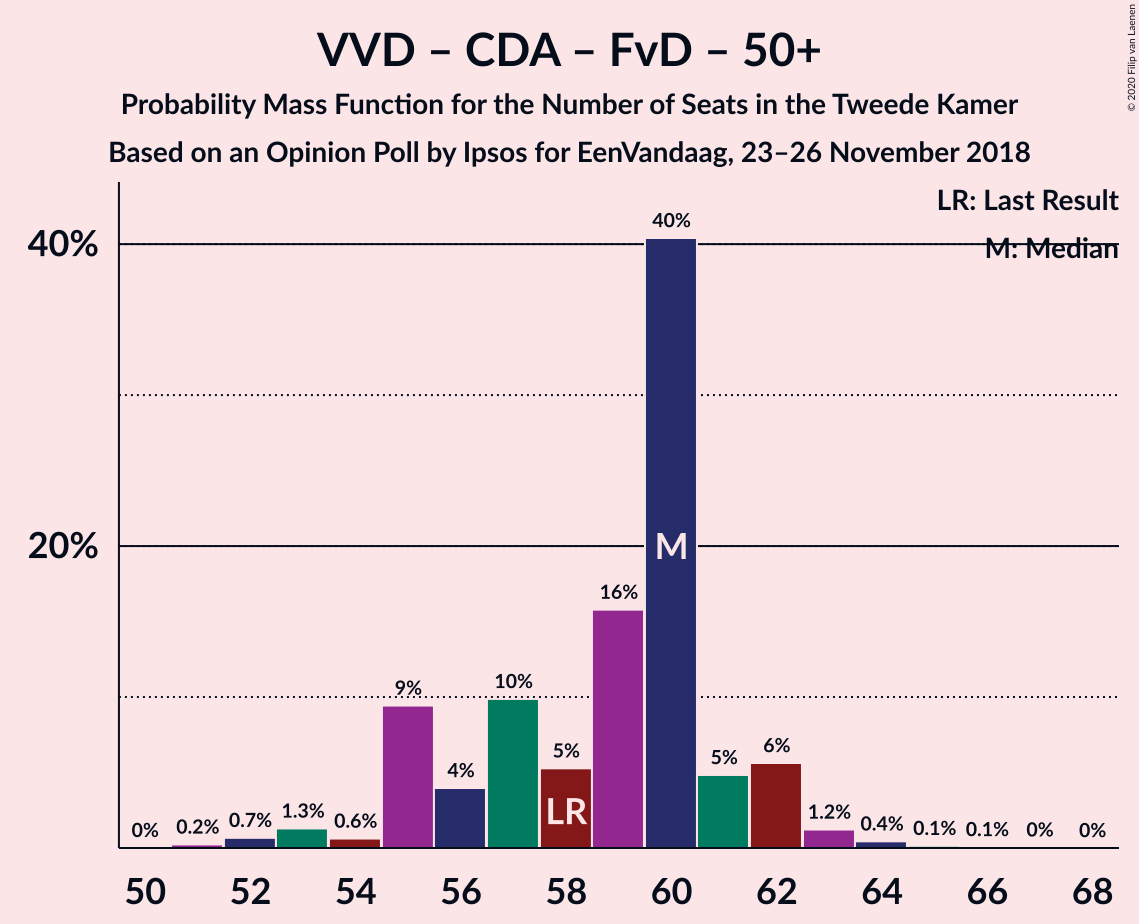 VVD – CDA – FvD – 50+
Probability Mass Function for the Number of Seats in the Tweede Kamer
Based on an Opinion Poll by Ipsos for EenVandaag, 23–26 November 2018
© 2020 Filip van Laenen
LR: Last Result
M: Median
40%
20%
0%
0.2%
0.7%
1.3%
0.6%
9%
4%
10%
5%
16%
40%
5%
6%
1.2%
0.4%
0.1%
0.1%
0%
0%
LR
M
50 52 54 56 58 60 62 64 66 68